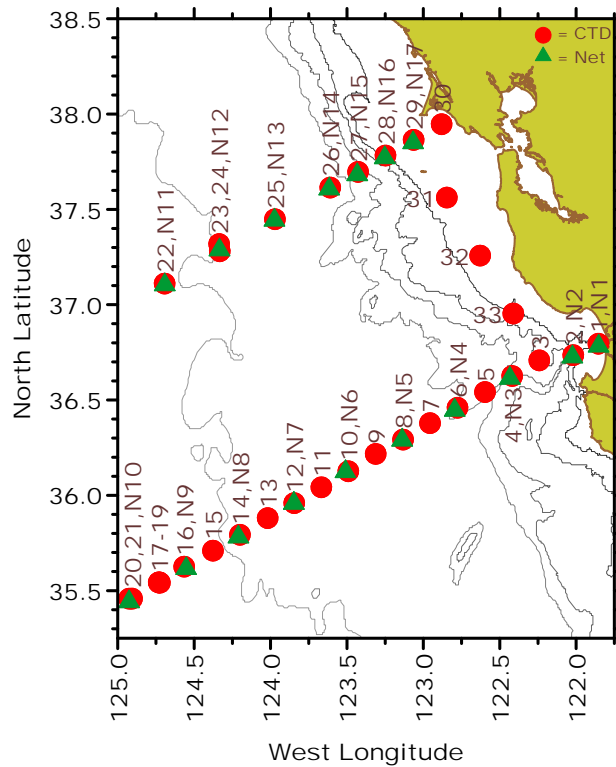 38.5
38.0
37.5
37.0
36.5
36.0
35.5
North Latitude
125.0
124.5
124.0
123.5
123.0
122.5
122.0
West Longitude
= CTD
= Net
20,21,N10
17-19
16,N9
15
14,N8
13
12,N7
11
10,N6
9
8,N5
7
6,N4
5
4,N3
3
2,N2
1,N1
22,N11
23,24,N12
25,N13
26,N14
27,N15
28,N16
29,N17
30
31
32
33